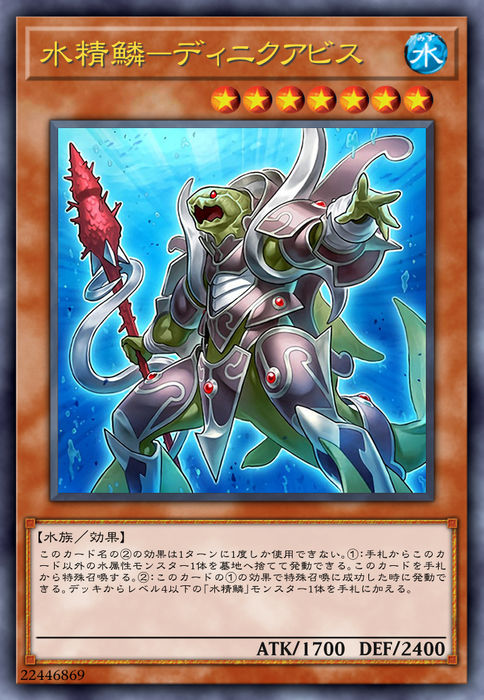 水精鱗－ディニクアビス
みず
水
【水族／効果】
このカード名の②の効果は1ターンに1度しか使用できない。①：手札からこのカ
ード以外の水属性モンスター1体を墓地へ捨てて発動できる。このカードを手札
から特殊召喚する。②：このカードの①の効果で特殊召喚に成功した時に発動で
きる。デッキからレベル4以下の「水精鱗」モンスター1体を手札に加える。
ATK/1700 DEF/2400
22446869